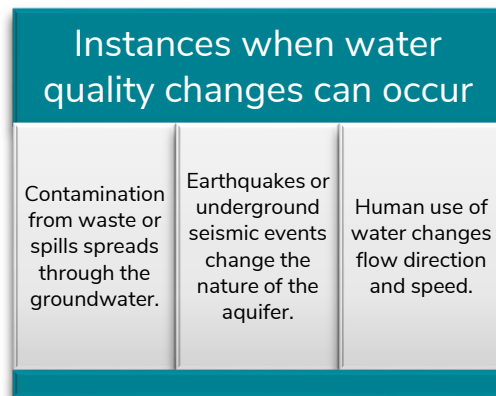 Instances when water
quality changes can occur
Contamination
from waste or
spills spreads
through the
groundwater.
Earthquakes or
underground
seismic events
change the
nature of the
aquifer.
Human use of
water changes
flow direction
and speed.